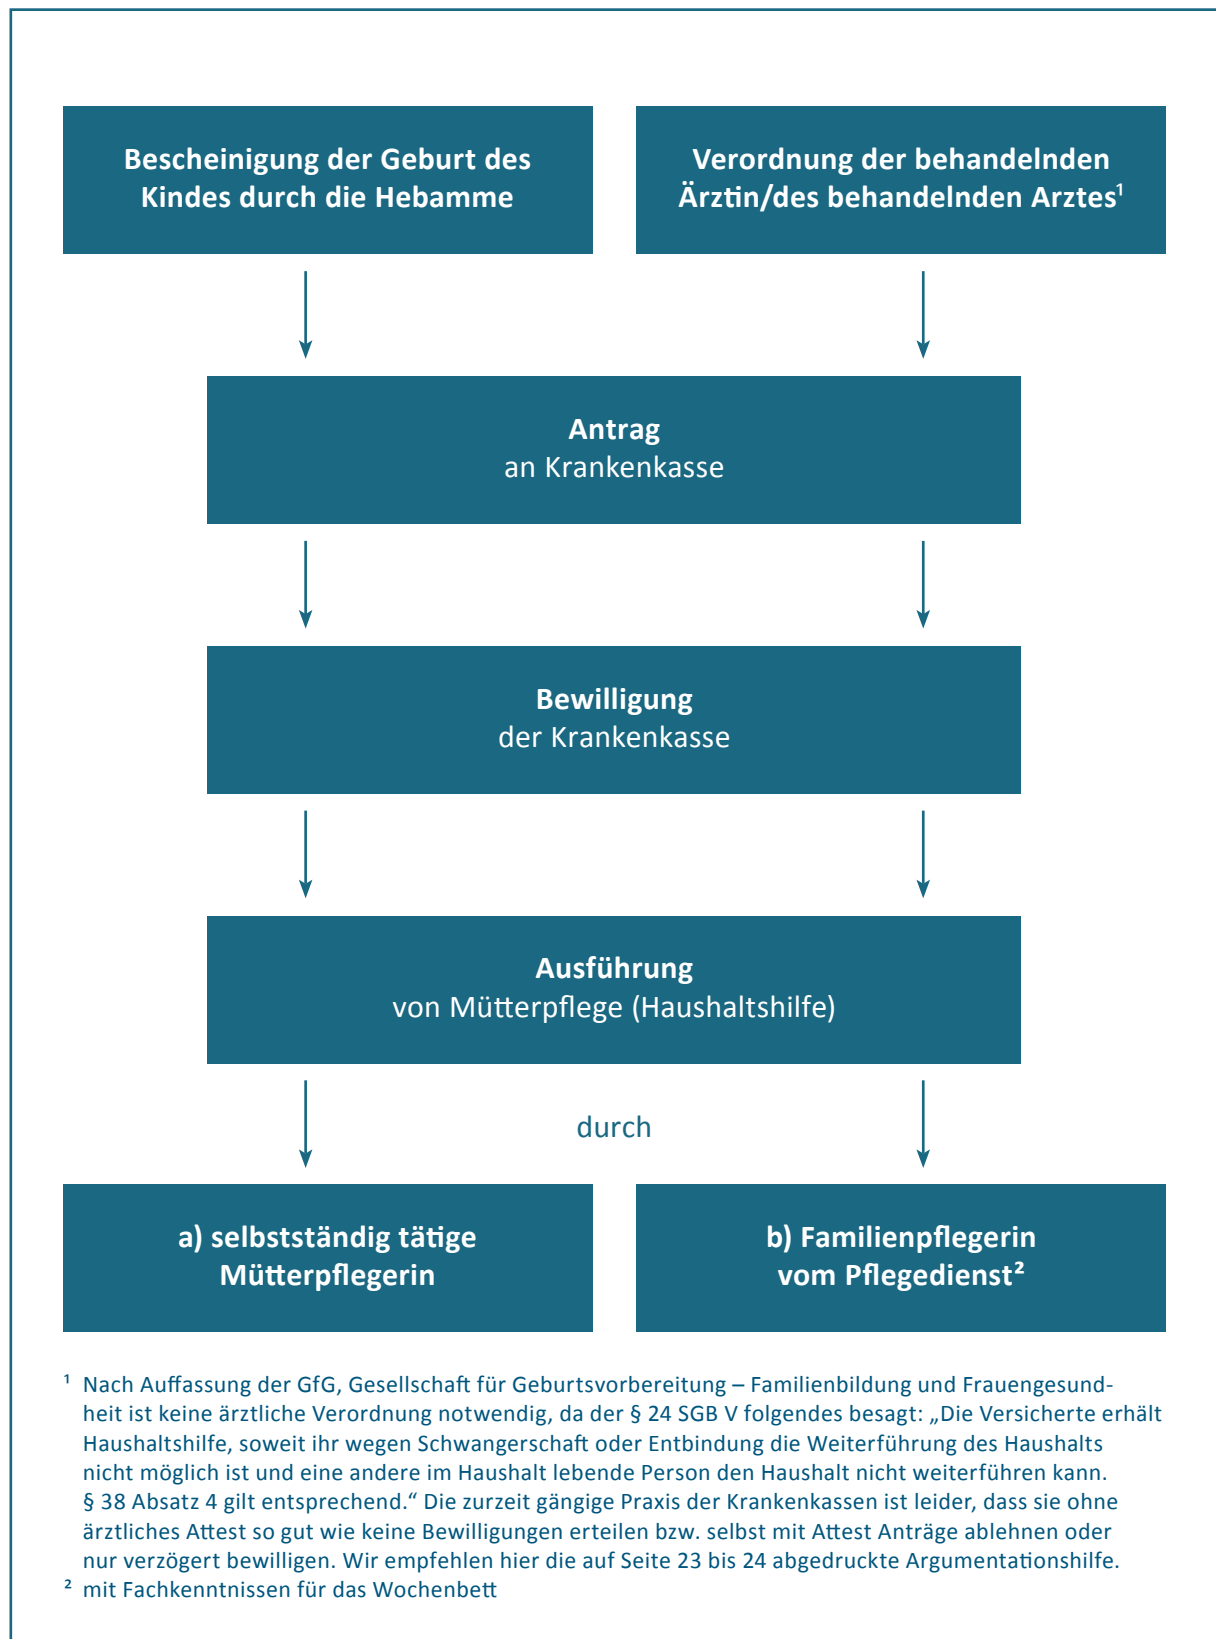 Bescheinigung der Geburt des
Kindes durch die Hebamme
Verordnung der behandelnden
Ärztin/des behandelnden Arztes¹
Antrag
an Krankenkasse
Bewilligung
der Krankenkasse
Ausführung
von Mütterpflege (Haushaltshilfe)
durch
a) selbstständig tätige
Mütterpflegerin
b) Familienpflegerin
vom Pflegedienst²
¹ Nach Auffassung der GfG, Gesellschaft für Geburtsvorbereitung – Familienbildung und Frauengesund-
heit ist keine ärztliche Verordnung notwendig, da der § 24 SGB V folgendes besagt: „Die Versicherte erhält
Haushaltshilfe, soweit ihr wegen Schwangerschaft oder Entbindung die Weiterführung des Haushalts
nicht möglich ist und eine andere im Haushalt lebende Person den Haushalt nicht weiterführen kann.
§ 38 Absatz 4 gilt entsprechend.“ Die zurzeit gängige Praxis der Krankenkassen ist leider, dass sie ohne
ärztliches Attest so gut wie keine Bewilligungen erteilen bzw. selbst mit Attest Anträge ablehnen oder
nur verzögert bewilligen. Wir empfehlen hier die auf Seite 23 bis 24 abgedruckte Argumentationshilfe.
² mit Fachkenntnissen für das Wochenbett